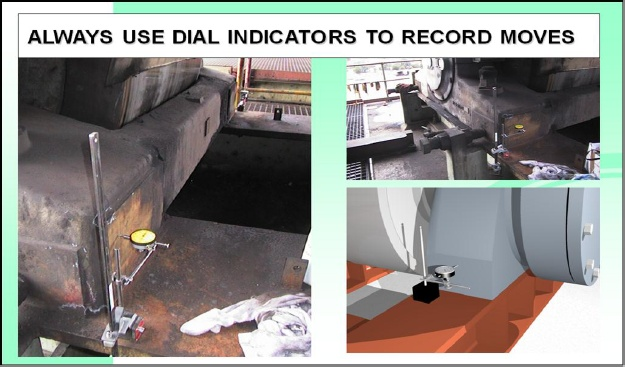 ALWAYS USE DIAL INDICATORS TO RECORD MOVES